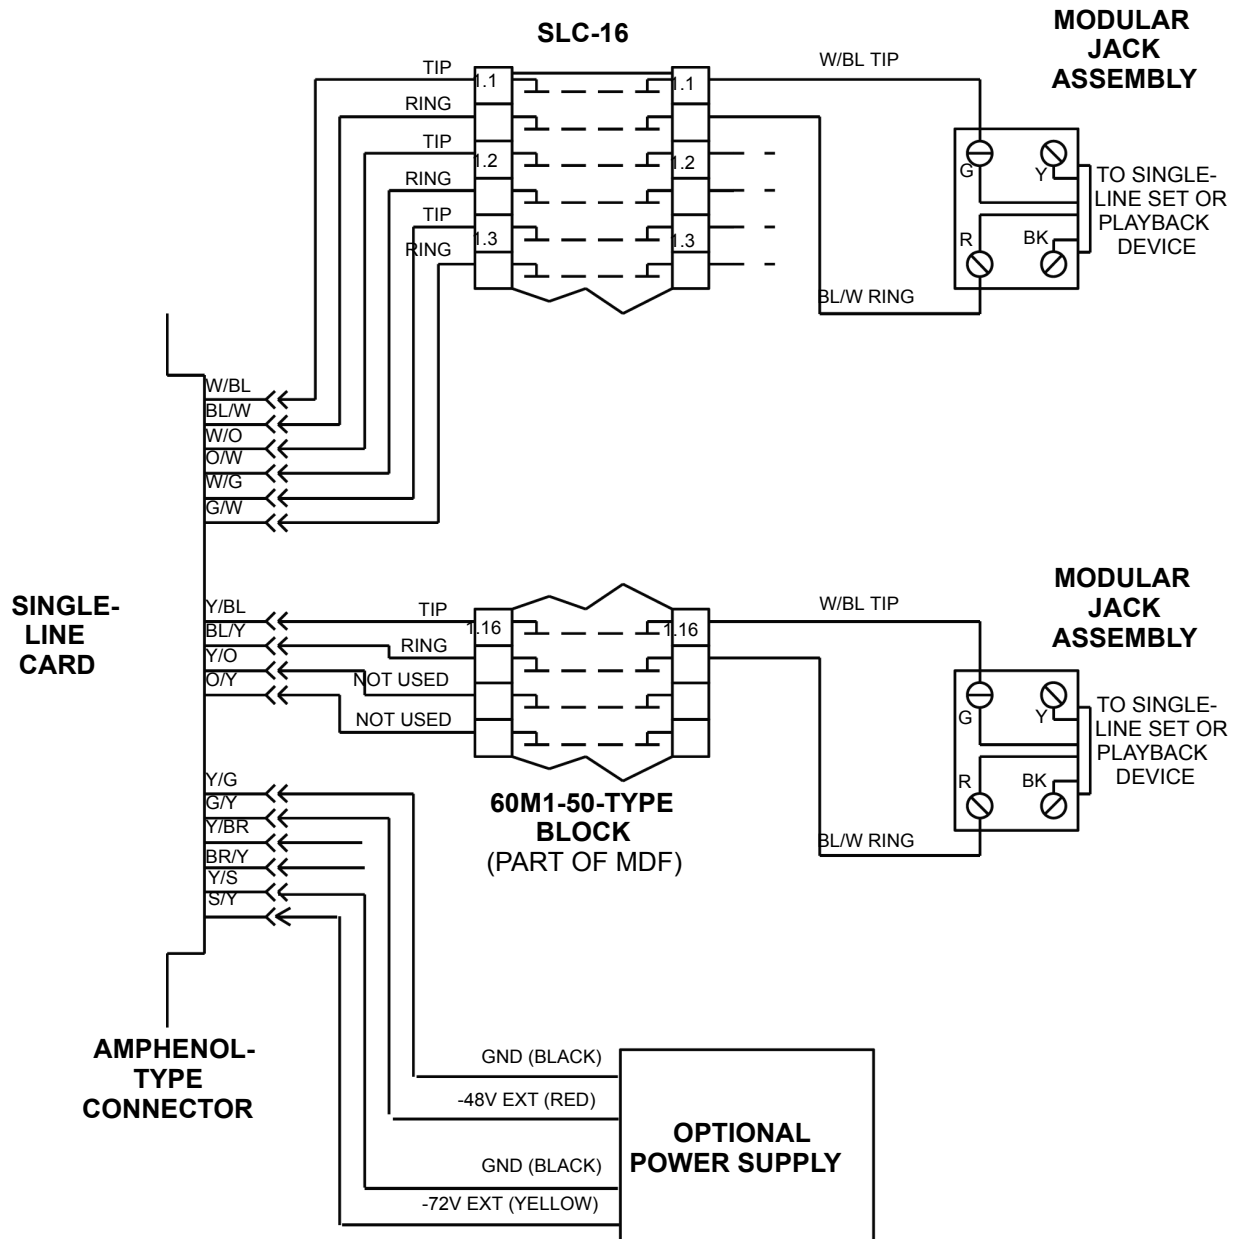 SLC-16
MODULAR
JACK
ASSEMBLY
TIP
RING
TIP
RING
TIP
RING
1.1
1.2
1.3
1.1
1.2
1.3
W/BL TIP
BL/W RING
G
Y
R
BK
TO SINGLE-
LINE SET OR
PLAYBACK
DEVICE
W/BL
BL/W
W/O
O/W
W/G
G/W
SINGLE-
LINE
CARD
Y/BL
BL/Y
Y/O
O/Y
TIP
RING
NOT USED
NOT USED
1.16
1.16
W/BL TIP
BL/W RING
MODULAR
JACK
ASSEMBLY
G
Y
R
BK
TO SINGLE-
LINE SET OR
PLAYBACK
DEVICE
60M1-50-TYPE
BLOCK
(PART OF MDF)
Y/G
G/Y
Y/BR
BR/Y
Y/S
S/Y
AMPHENOL-
TYPE
CONNECTOR
GND (BLACK)
-48V EXT (RED)
GND (BLACK)
-72V EXT (YELLOW)
OPTIONAL
POWER SUPPLY